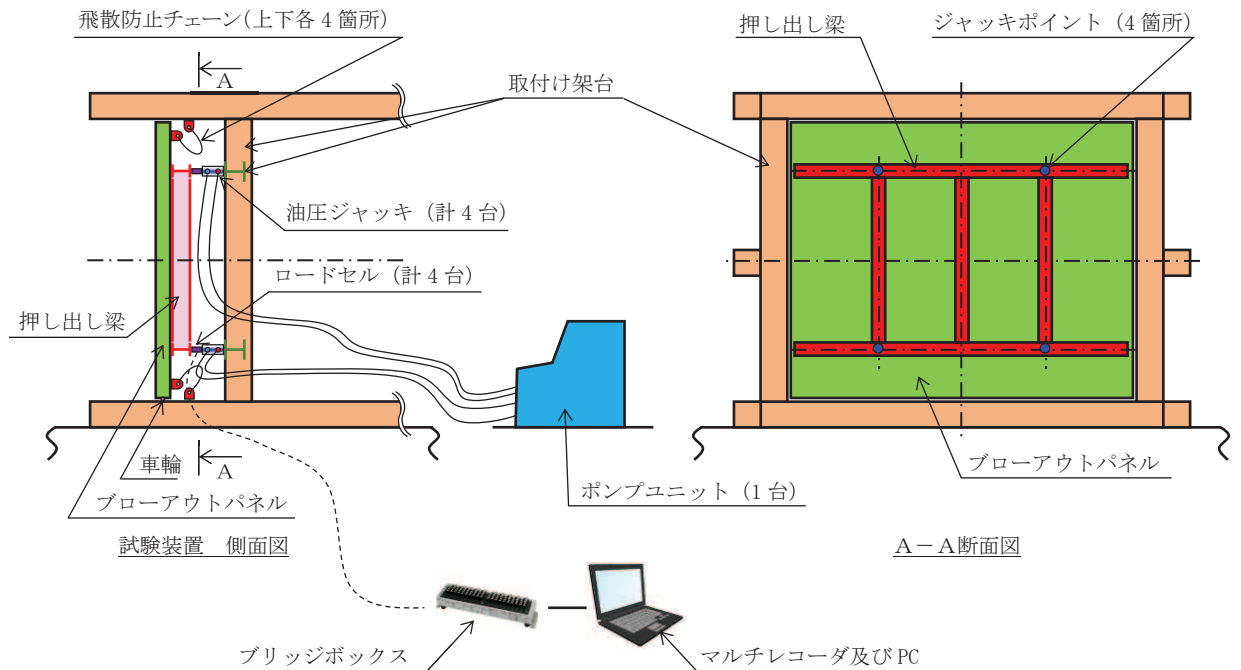 飛散防止チェーン(上下各4箇所)
A
取付け架台
押し出し梁
ジャッキポイント（4箇所）
油圧ジャッキ（計4台）
ロードセル（計4台）
押し出し梁
車輪
A
ブローアウトパネル
試験装置　側面図
ポンプユニット（1台）
ブローアウトパネル
A－A断面図
ブリッジボックス
マルチレコーダ及びPC